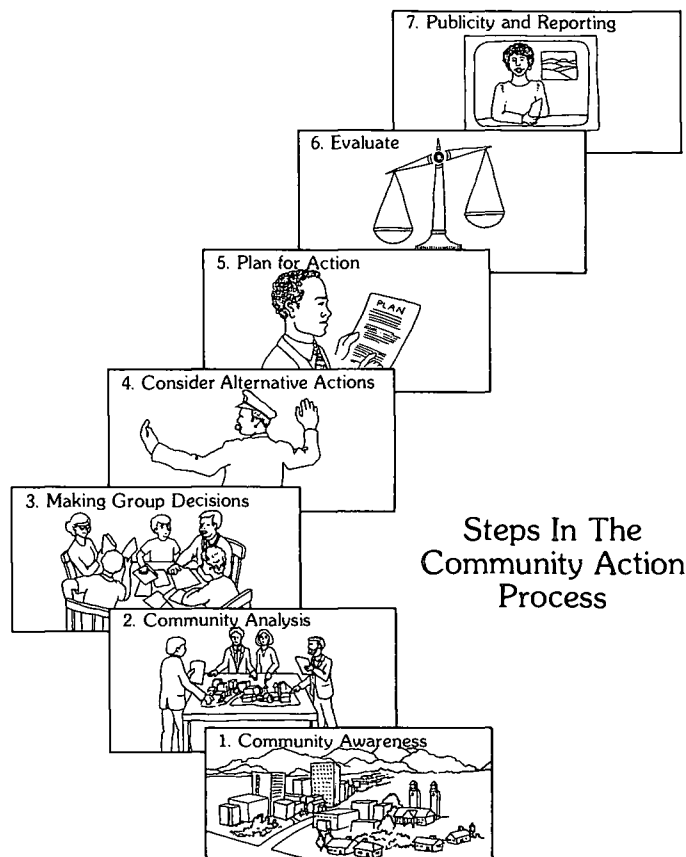 7. Publicity and Reporting
6. Evaluate
5. Plan for Action
PLAN
4. Consider Alternative Actions
3. Making Group Decisions
Steps In The
Community Action
Process
2. Community Analysis
1. Community Awareness